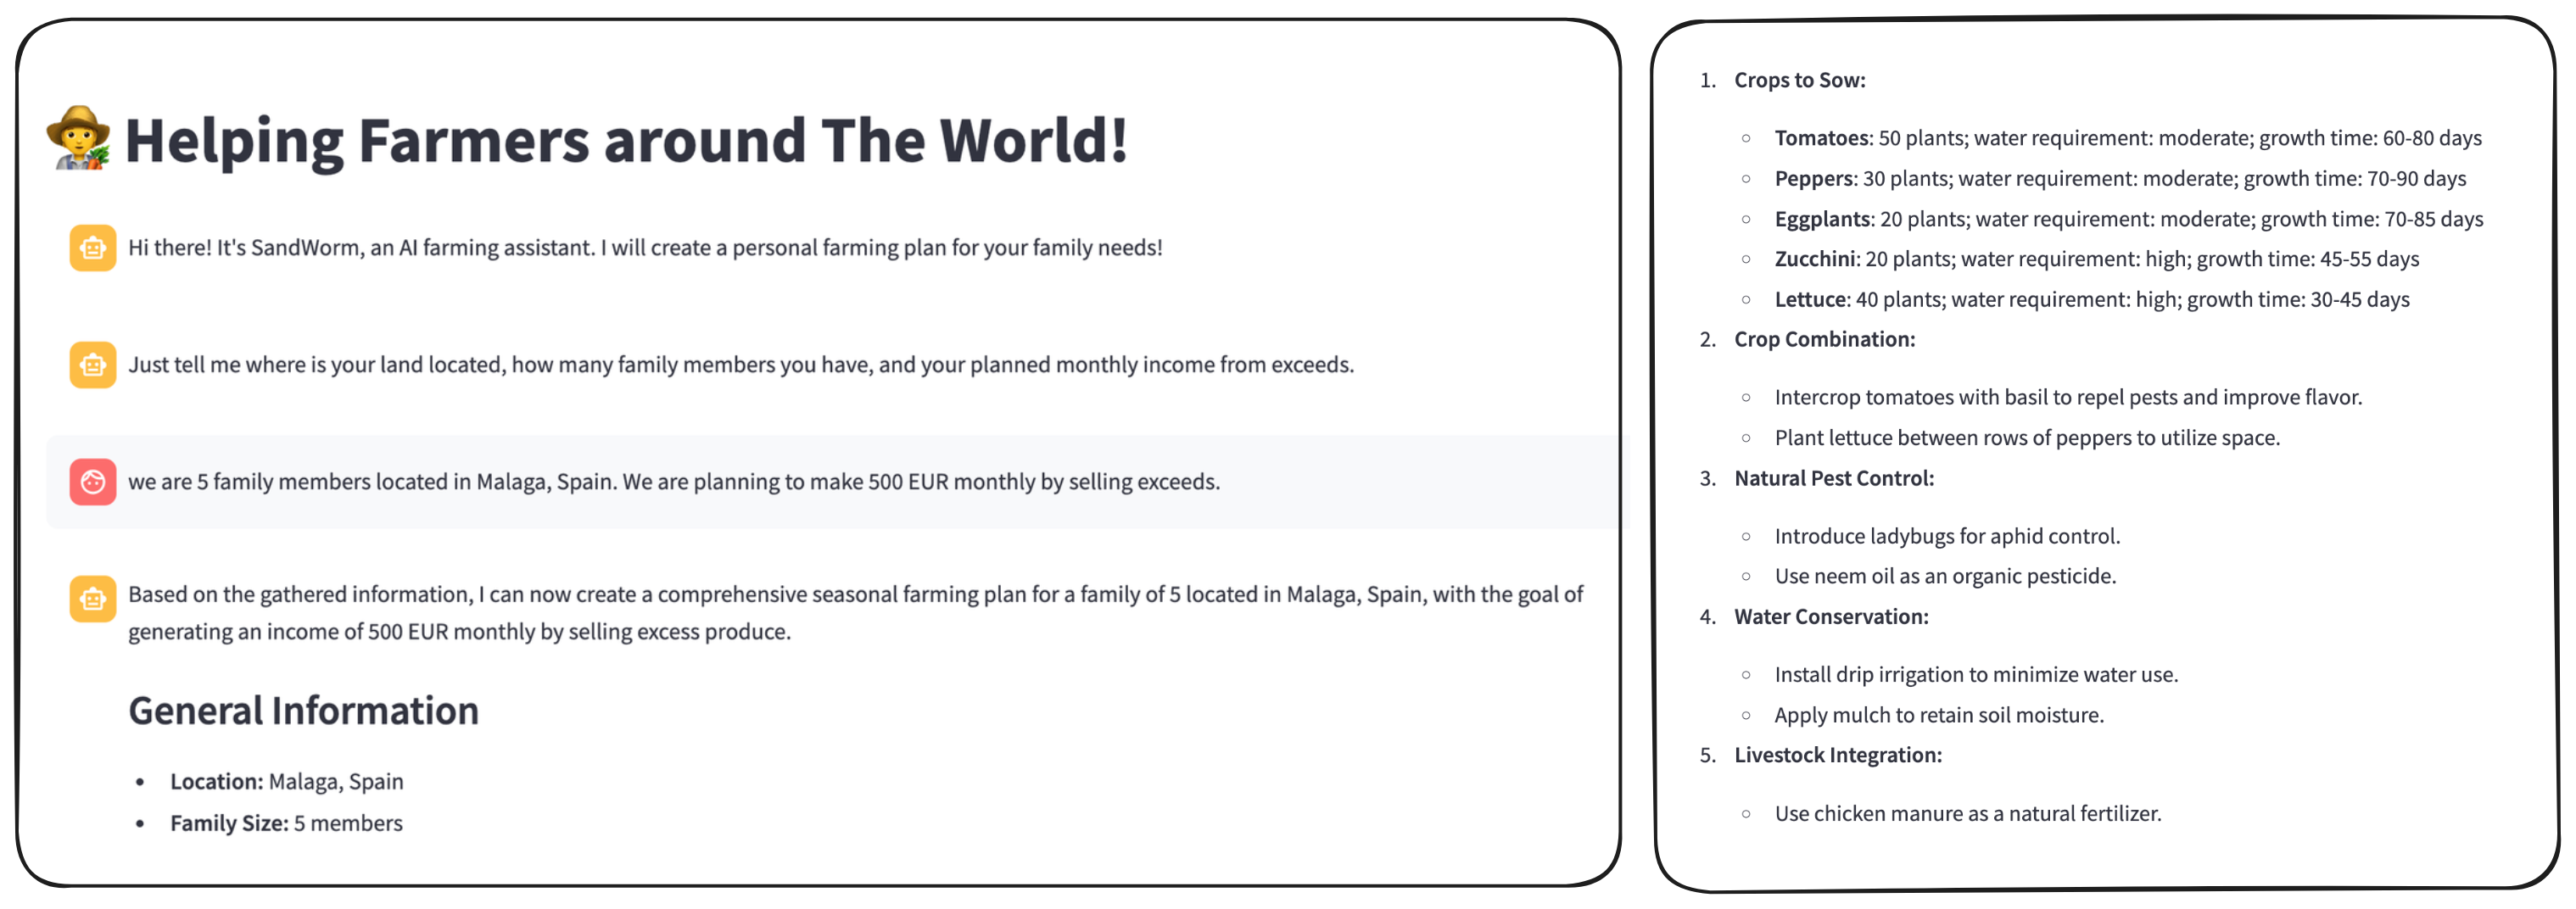 Helping Farmers around The World!
Hi there! It's SandWorm, an AI farming assistant. I will create a personal farming plan for your family needs!
Just tell me where is your land located, how many family members you have, and your planned monthly income from exceeds.
we are 5 family members located in Malaga, Spain. We are planning to make 500 EUR monthly by selling exceeds.
Based on the gathered information, I can now create a comprehensive seasonal farming plan for a family of 5 located in Malaga, Spain, with the goal of
generating an income of 500 EUR monthly by selling excess produce.
General Information
• Location: Malaga, Spain
• Family Size: 5 members
1. Crops to Sow:
○ Tomatoes: 50 plants; water requirement: moderate; growth time: 60-80 days
○ Peppers: 30 plants; water requirement: moderate; growth time: 70-90 days
○ Eggplants: 20 plants; water requirement: moderate; growth time: 70-85 days
○ Zucchini: 20 plants; water requirement: high; growth time: 45-55 days
○ Lettuce: 40 plants; water requirement: high; growth time: 30-45 days
2. Crop Combination:
○ Intercrop tomatoes with basil to repel pests and improve flavor.
○ Plant lettuce between rows of peppers to utilize space.
3. Natural Pest Control:
○ Introduce ladybugs for aphid control.
○ Use neem oil as an organic pesticide.
4. Water Conservation:
○ Install drip irrigation to minimize water use.
○ Apply mulch to retain soil moisture.
5. Livestock Integration:
○ Use chicken manure as a natural fertilizer.